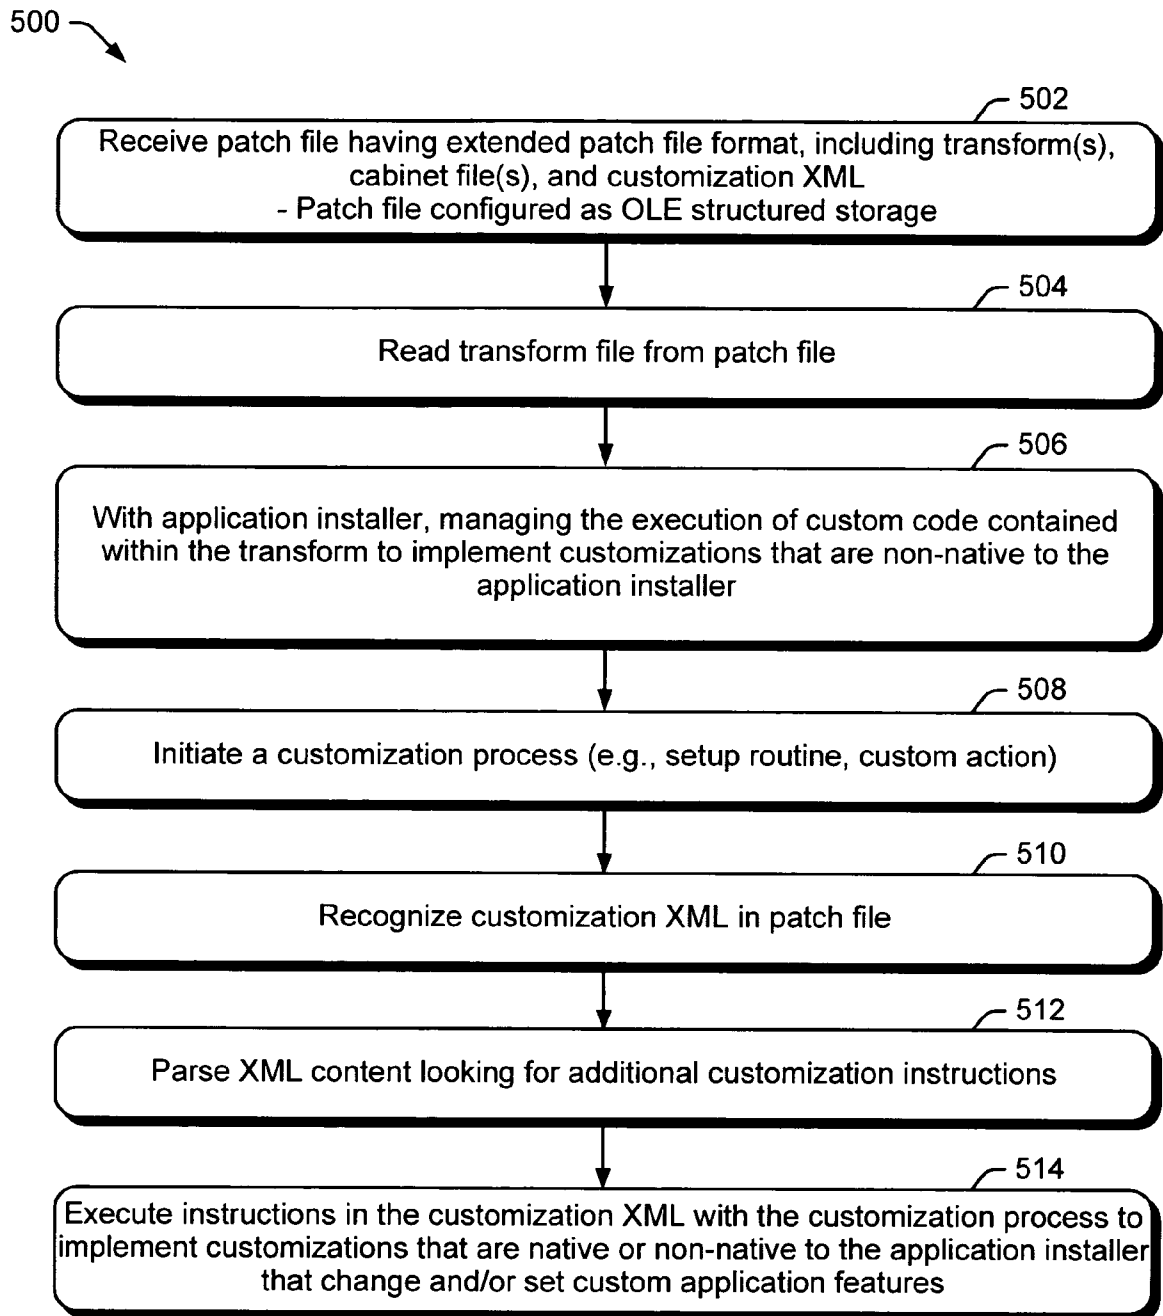 500
502
Receive patch file having extended patch file format, including transform(s),
cabinet file(s), and customization XML
- Patch file configured as OLE structured storage
504
Read transform file from patch file
506
With application installer, managing the execution of custom code contained
within the transform to implement customizations that are non-native to the
application installer
508
Initiate a customization process (e.g., setup routine, custom action)
510
Recognize customization XML in patch file
512
Parse XML content looking for additional customization instructions
514
Execute instructions in the customization XML with the customization process to
implement customizations that are native or non-native to the application installer
that change and/or set custom application features